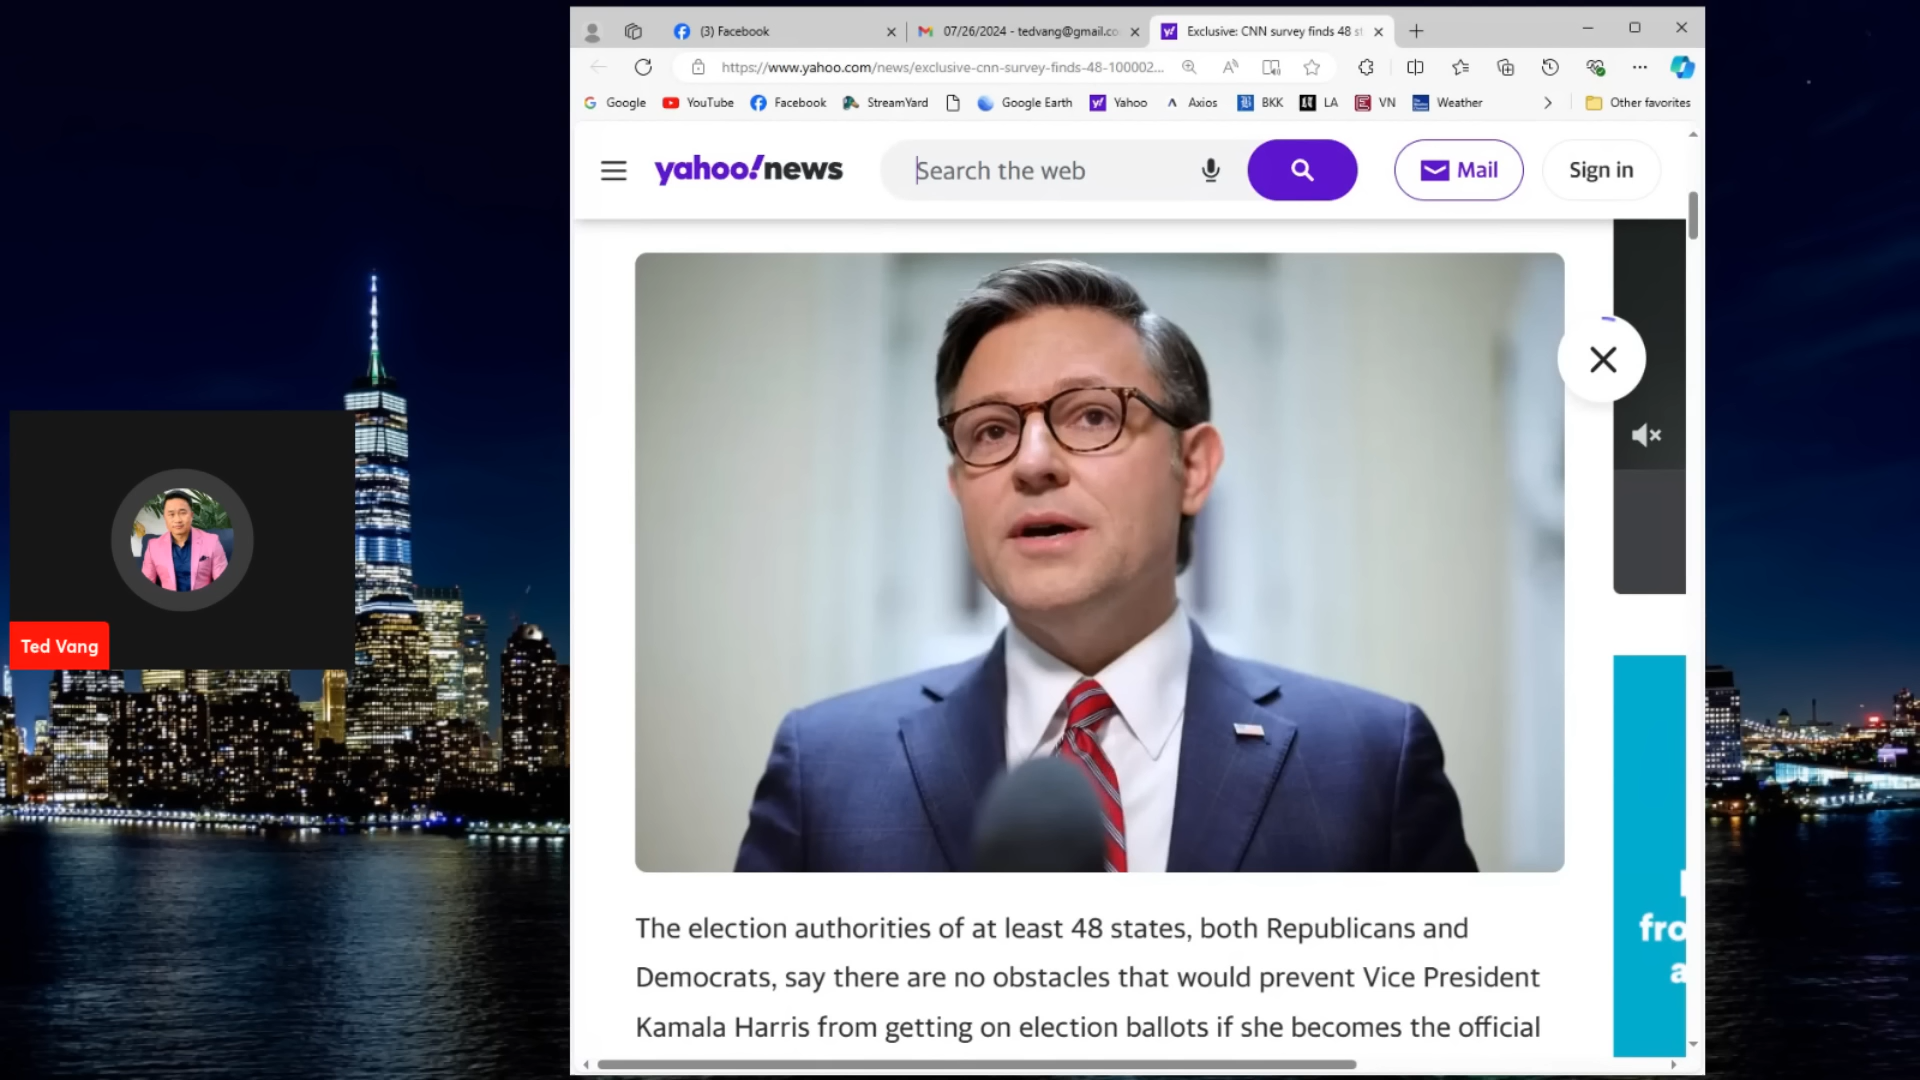 (3) Facebook
07/26/2024 - tedvang@gmail.co
Exclusive: CNN survey finds 48 st
https://www.yahoo.com/news/exclusive-cnn-survey-finds-48-100002...
Google
YouTube
Facebook
StreamYard
Google Earth
Yahoo
Axios
BKK
LA
VN
Weather
Other favorites
yahoo!news
Search the web
Mail
Sign in
Ted Vang
The election authorities of at least 48 states, both Republicans and
Democrats, say there are no obstacles that would prevent Vice President
Kamala Harris from getting on election ballots if she becomes the official
fro
a